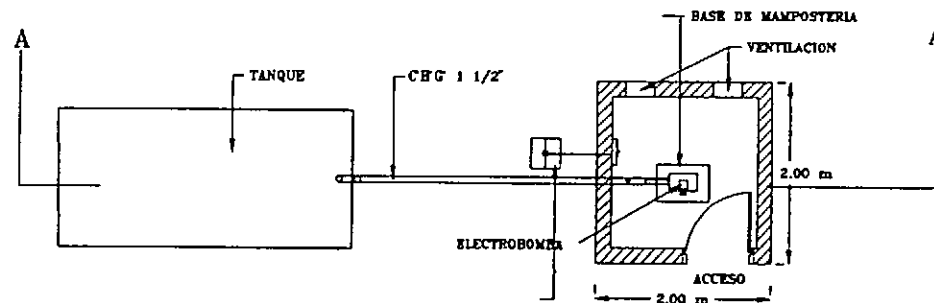 BASE DE MAMPOSTERIA
A
A
VENTILACION
TANQUE
CHG 1 1/2"
2.00 m
ELECTROBOMBA
ACCESO
2.00 m